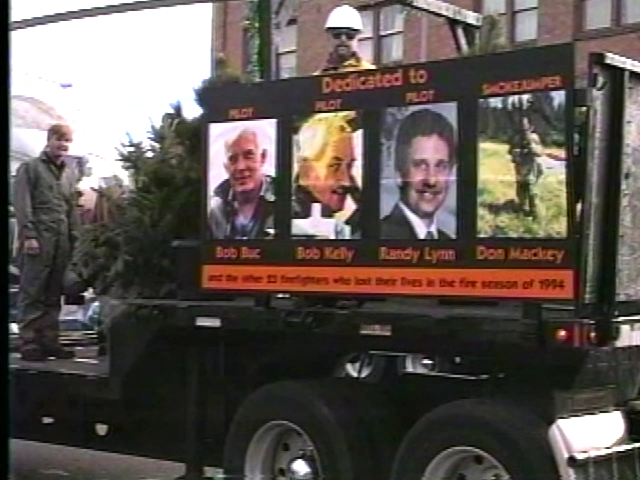 Dedicated to
PILOT PILOT PILOT SMOKEJUMPER
Bob Buc Bob Kelly Randy Lynn Don Mackey
and the other 33 firefighters who lost their lives in the fire season of 1994